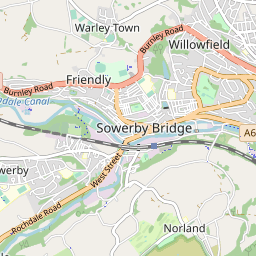 Warley Town
Burnley Road
Willowfield
Friendly
Burnley Road
dale Canal
Sowerby Bridge
A6
werby
West Street
Rochdale Road
Norland